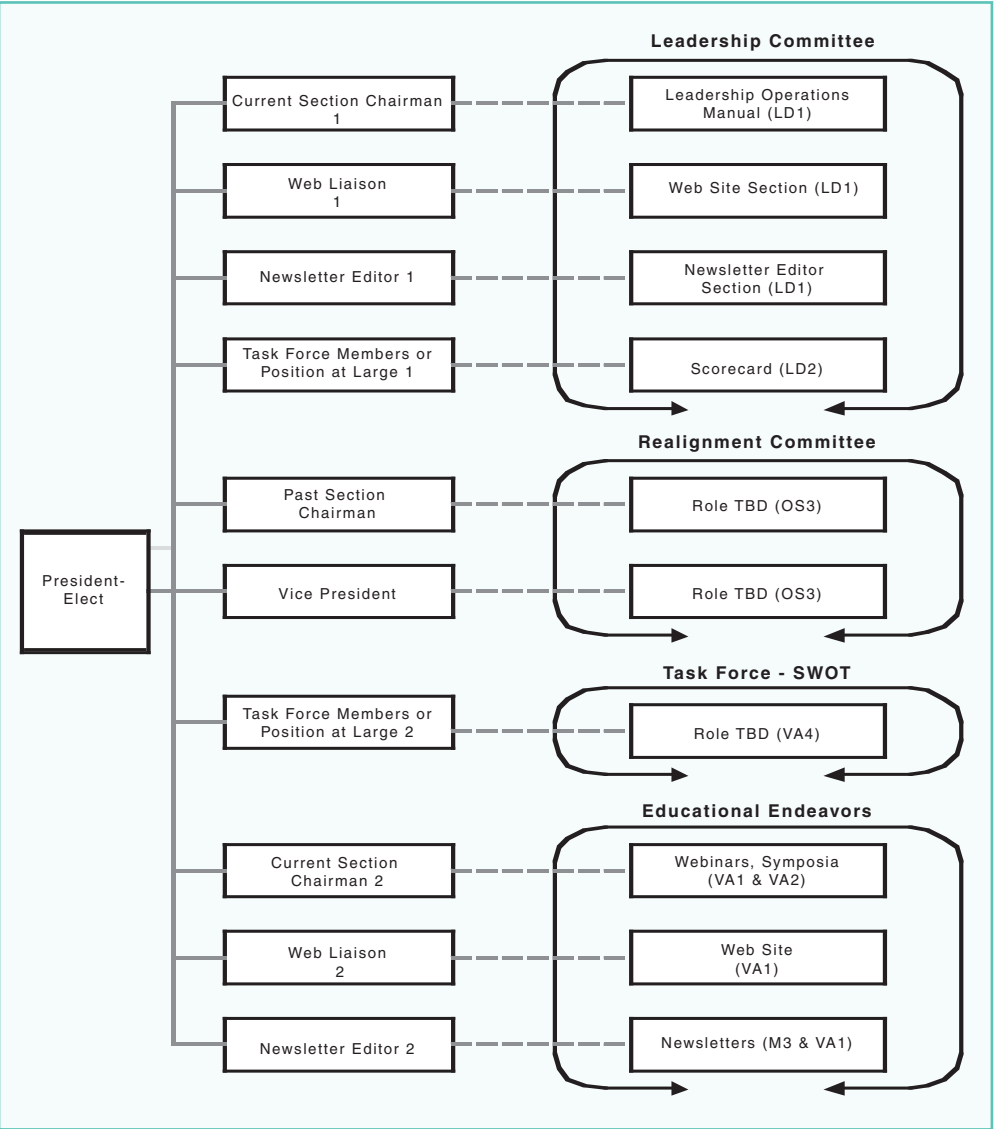 Leadership Committee
Current Section Chairman
1
Leadership Operations
Manual (LD1)
Web Liaison
1
Web Site Section (LD1)
Newsletter Editor 1
Newsletter Editor
Section (LD1)
Task Force Members or
Position at Large 1
Scorecard (LD2)
Realignment Committee
Past Section
Chairman
Role TBD (OS3)
President-
Elect
Vice President
Role TBD (OS3)
Task Force - SWOT
Task Force Members or
Position at Large 2
Role TBD (VA4)
Educational Endeavors
Current Section
Chairman 2
Webinars, Symposia
(VA1 & VA2)
Web Liaison
2
Web Site
(VA1)
Newsletter Editor 2
Newsletters (M3 & VA1)